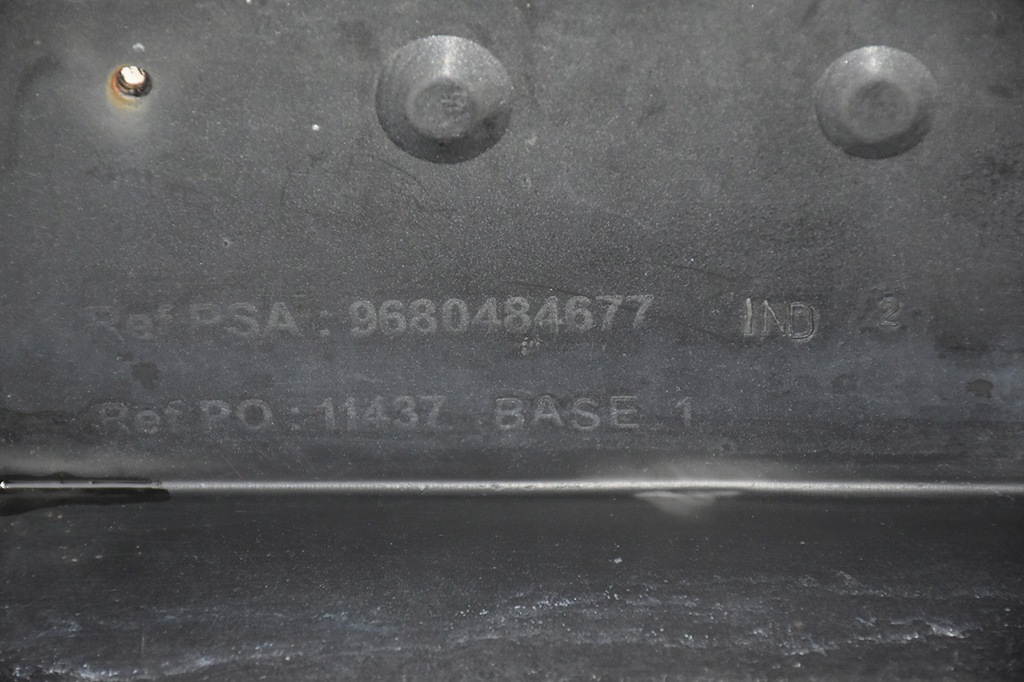 Ref PSA : 9680484677 IND 2
Ref PO : 11437 BASE 1